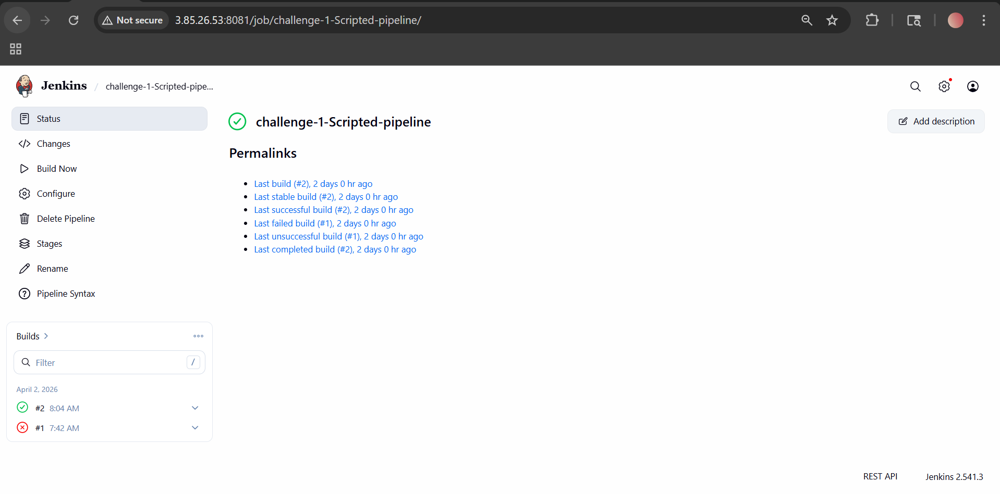 Not secure 3.85.26.53:8081/job/challenge-1-Scripted-pipeline/
Jenkins / challenge-1-Scripted-pipe...
Status
Changes
Build Now
Configure
Delete Pipeline
Stages
Rename
Pipeline Syntax
Builds
Filter /
April 2, 2026
#2 8:04 AM
#1 7:42 AM
challenge-1-Scripted-pipeline
Add description
Permalinks
Last build (#2), 2 days 0 hr ago
Last stable build (#2), 2 days 0 hr ago
Last successful build (#2), 2 days 0 hr ago
Last failed build (#1), 2 days 0 hr ago
Last unsuccessful build (#1), 2 days 0 hr ago
Last completed build (#2), 2 days 0 hr ago
REST API Jenkins 2.541.3